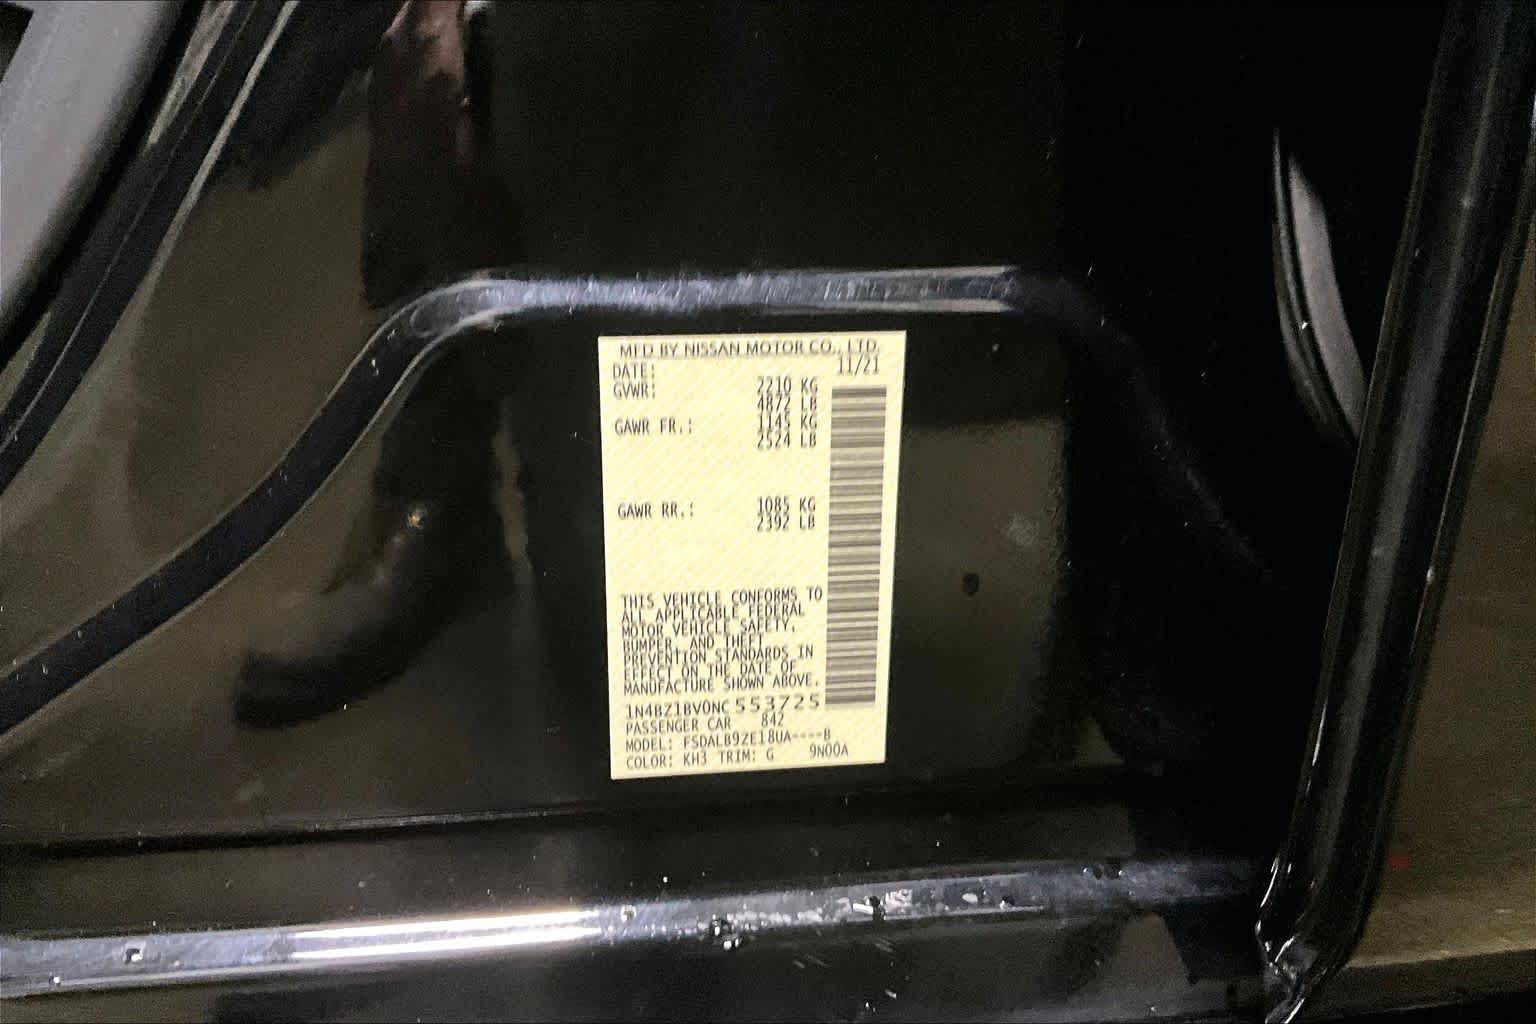 MFD BY NISSAN MOTOR CO., LTD.
DATE: 11/21
GVWR: 2210 KG
4872 LB
GAWR FR.: 1145 KG
2524 LB
GAWR RR.: 1085 KG
2392 LB
THIS VEHICLE CONFORMS TO
ALL APPLICABLE FEDERAL
MOTOR VEHICLE SAFETY,
BUMPER, AND THEFT
PREVENTION STANDARDS IN
EFFECT ON THE DATE OF
MANUFACTURE SHOWN ABOVE.
1N4BZ1BV0NC553725
PASSENGER CAR 842
MODEL: FSDALB9ZE18UA----B
COLOR: KH3 TRIM: G 9N00A